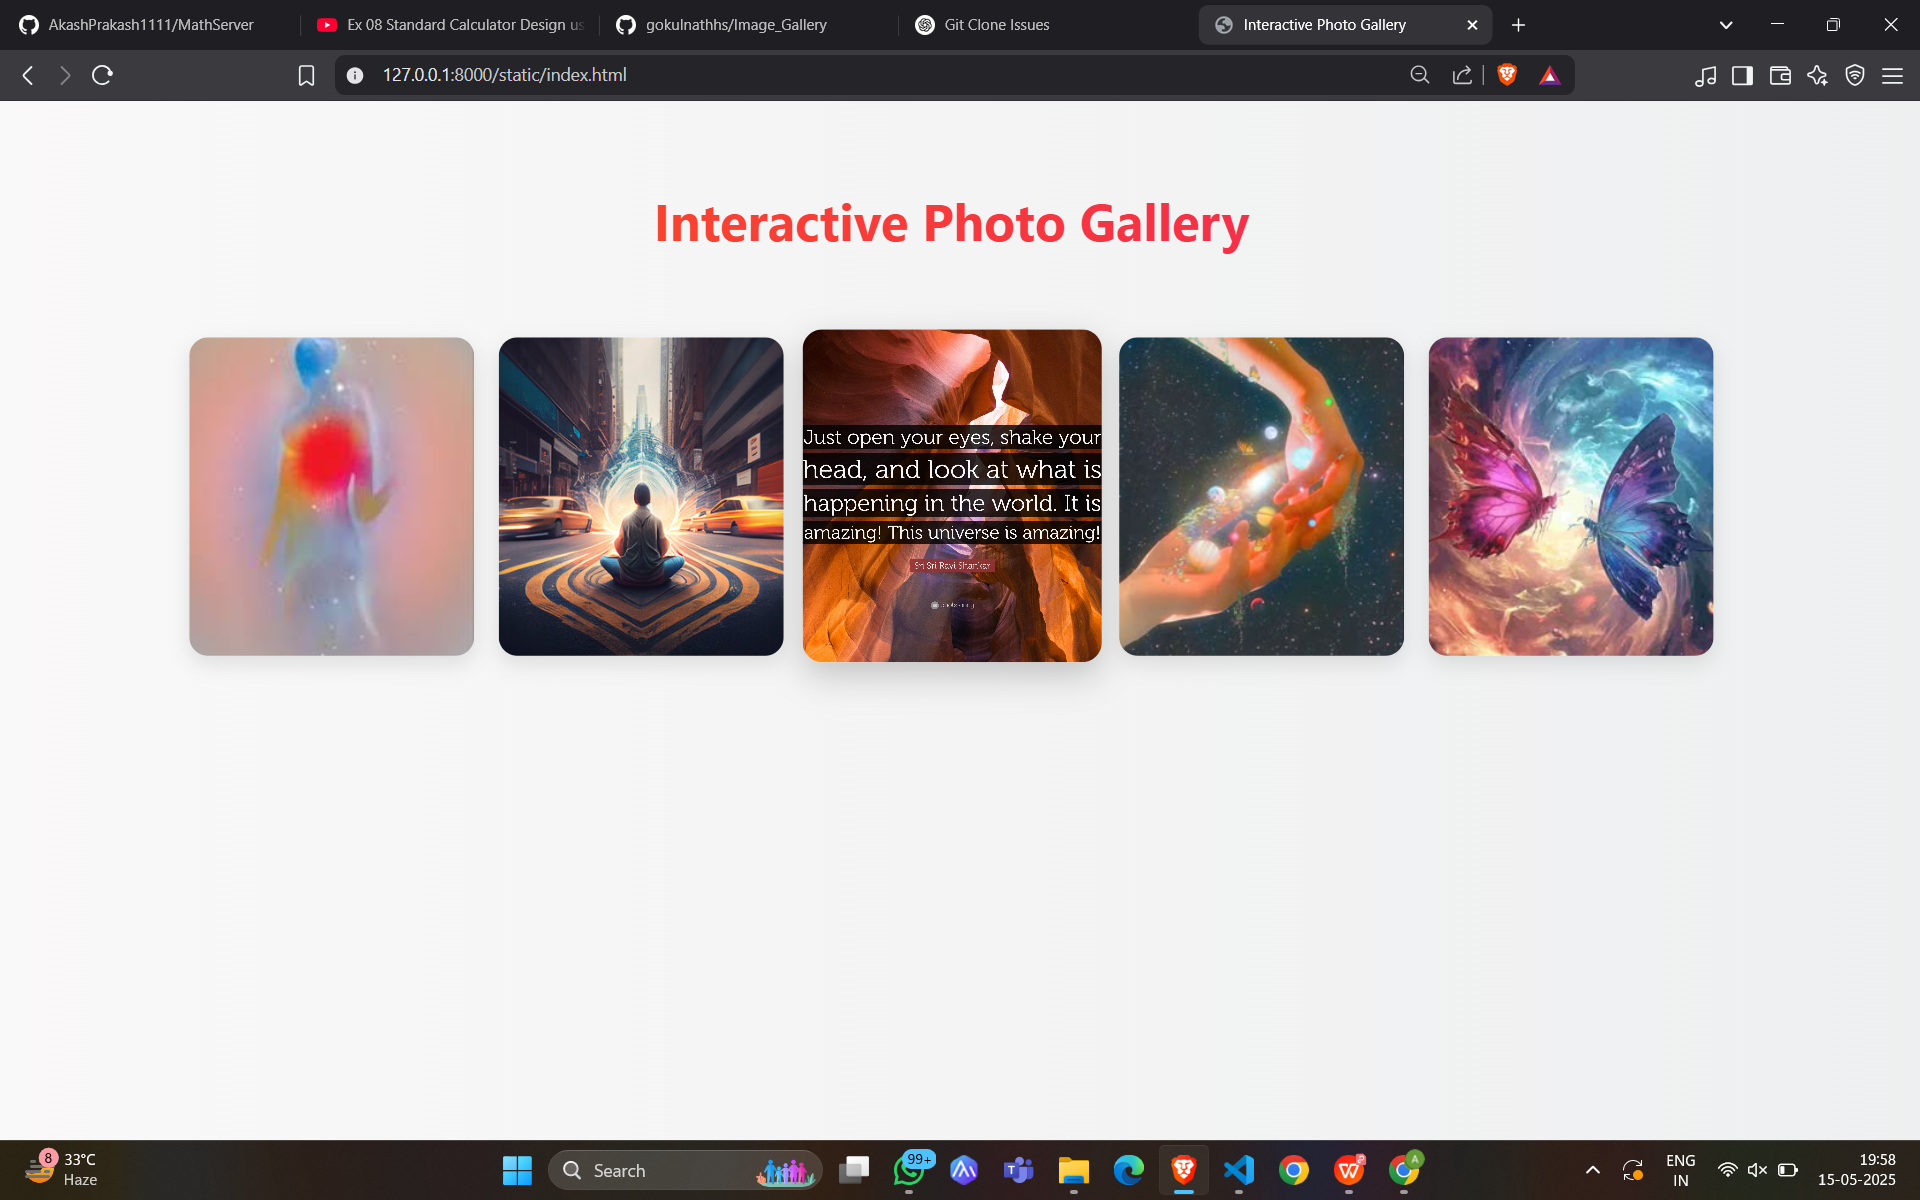 AkashPrakash1111/MathServer
Ex 08 Standard Calculator Design us
gokulnathhs/Image_Gallery
Git Clone Issues
Interactive Photo Gallery
127.0.0.1:8000/static/index.html
Interactive Photo Gallery
Just open your eyes, shake your
head, and look at what is
happening in the world. It is
amazing! This universe is amazing!
Sri Sri Ravi Shankar
8
33°C
Haze
Search
99+
A
ENG
IN
19:58
15-05-2025